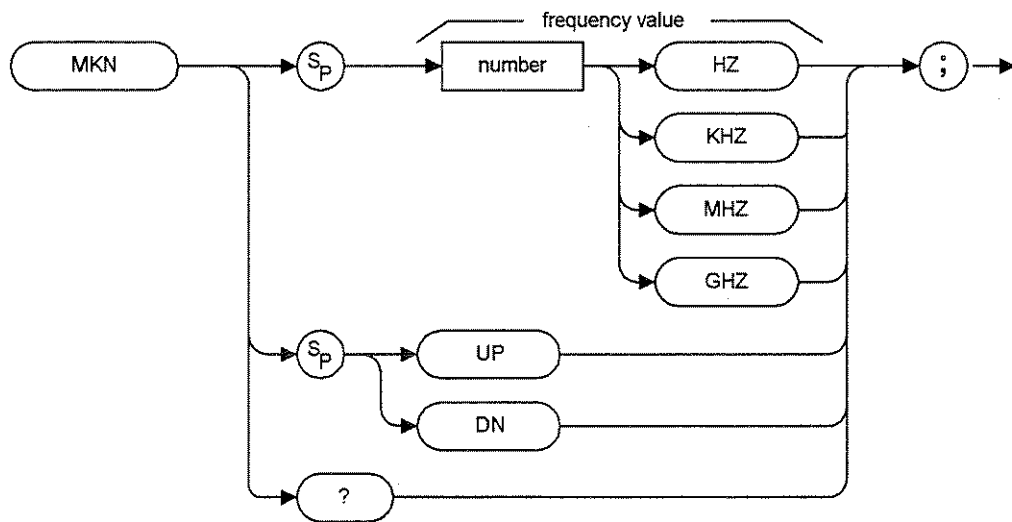 frequency value
MKN
SP
number
HZ
;
KHZ
MHZ
GHZ
SP
UP
DN
?